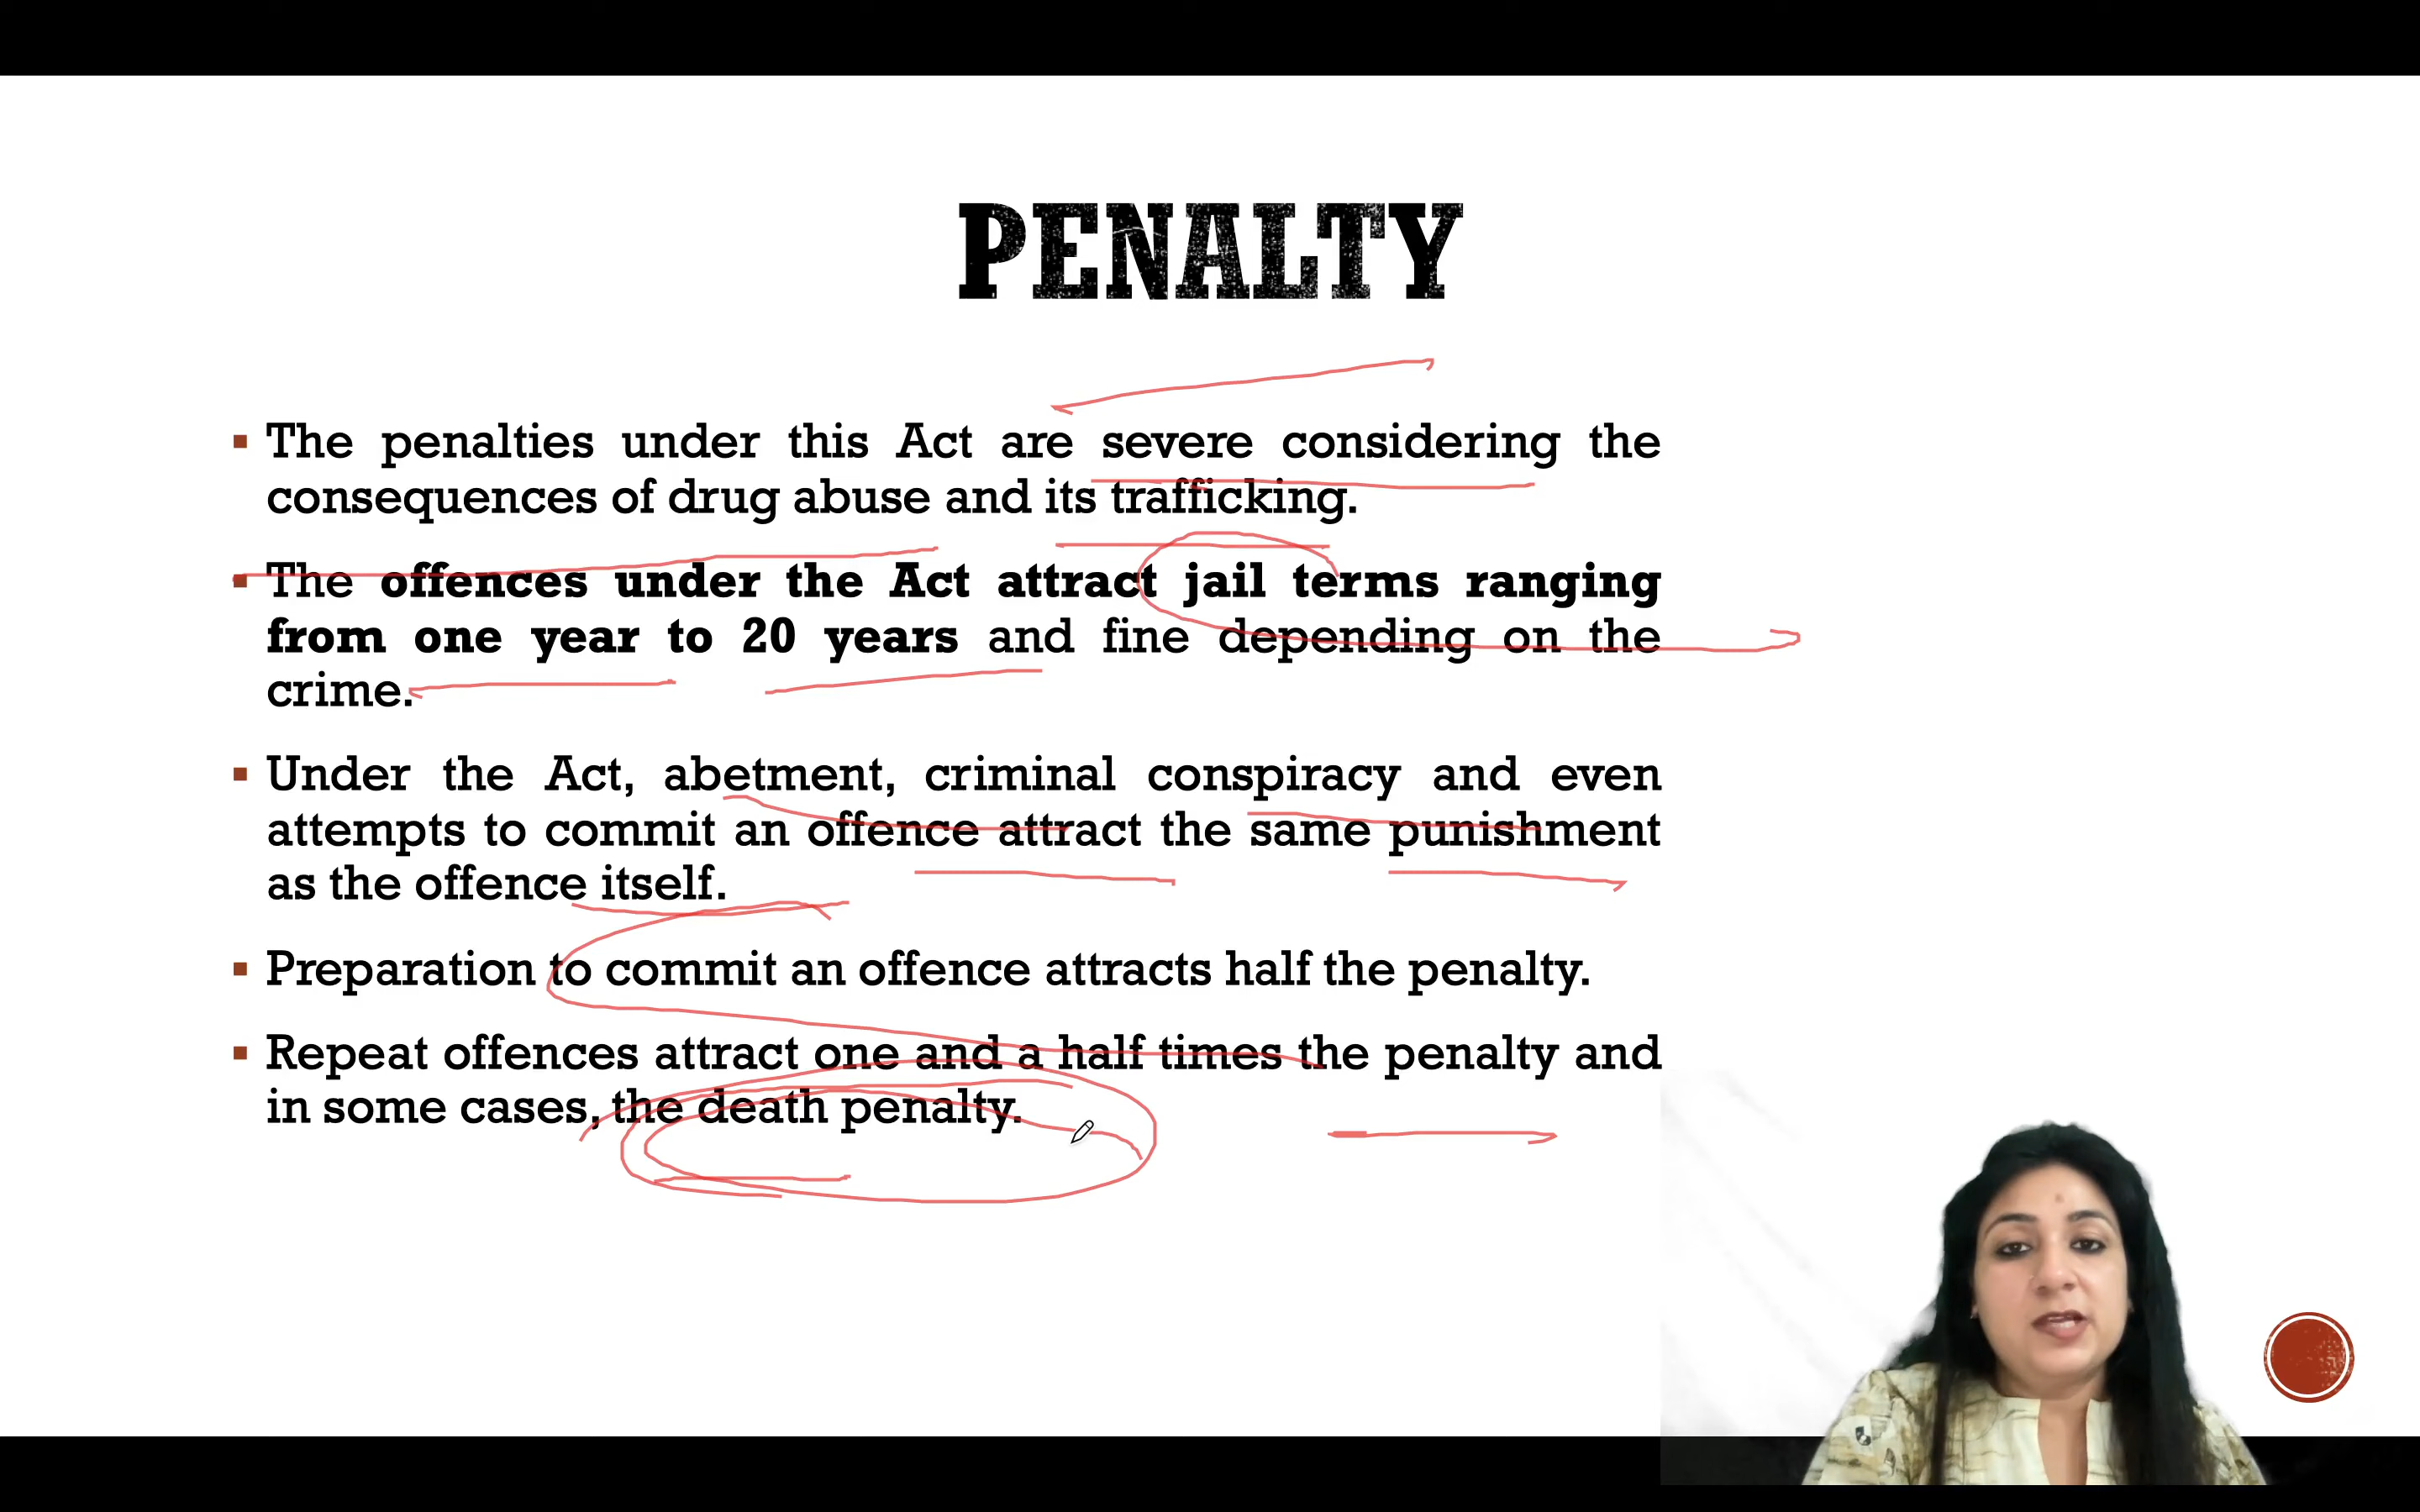 PENALTY
The penalties under this Act are severe considering the
consequences of drug abuse and its trafficking.
The offences under the Act attract jail terms ranging
from one year to 20 years and fine depending on the
crime.
Under the Act, abetment, criminal conspiracy and even
attempts to commit an offence attract the same punishment
as the offence itself.
Preparation to commit an offence attracts half the penalty.
Repeat offences attract one and a half times the penalty and
in some cases, the death penalty.